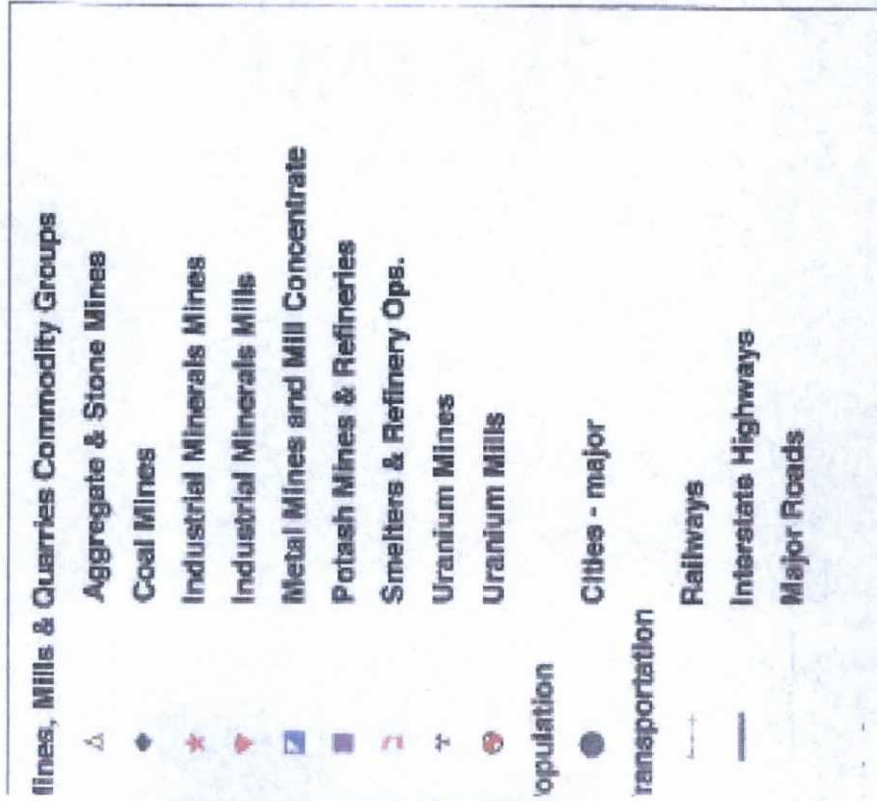 lines, Mills & Quarries Commodity Groups
Aggregate & Stone Mines
Coal Mines
Industrial Minerals Mines
Industrial Minerals Mills
Metal Mines and Mill Concentrate
Potash Mines & Refineries
Smelters & Refinery Ops.
Uranium Mines
Uranium Mills
opulation
Cities - major
ransportation
Railways
Interstate Highways
Major Roads